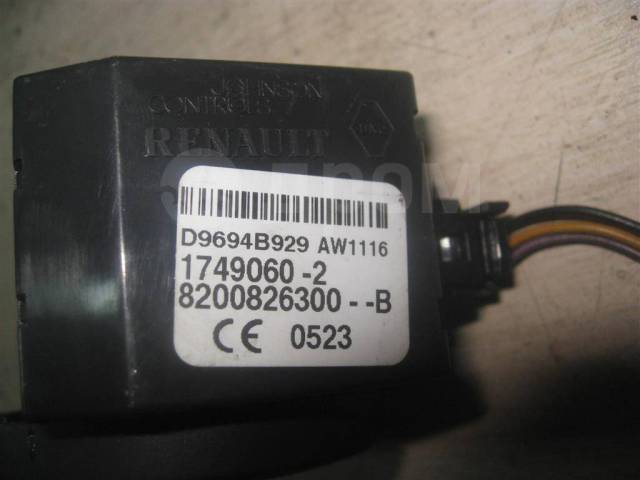 JOHNSON
CONTROLS
RENAULT
D9694B929 AW1116
1749060 -2
8200826300 - -B
CE 0523